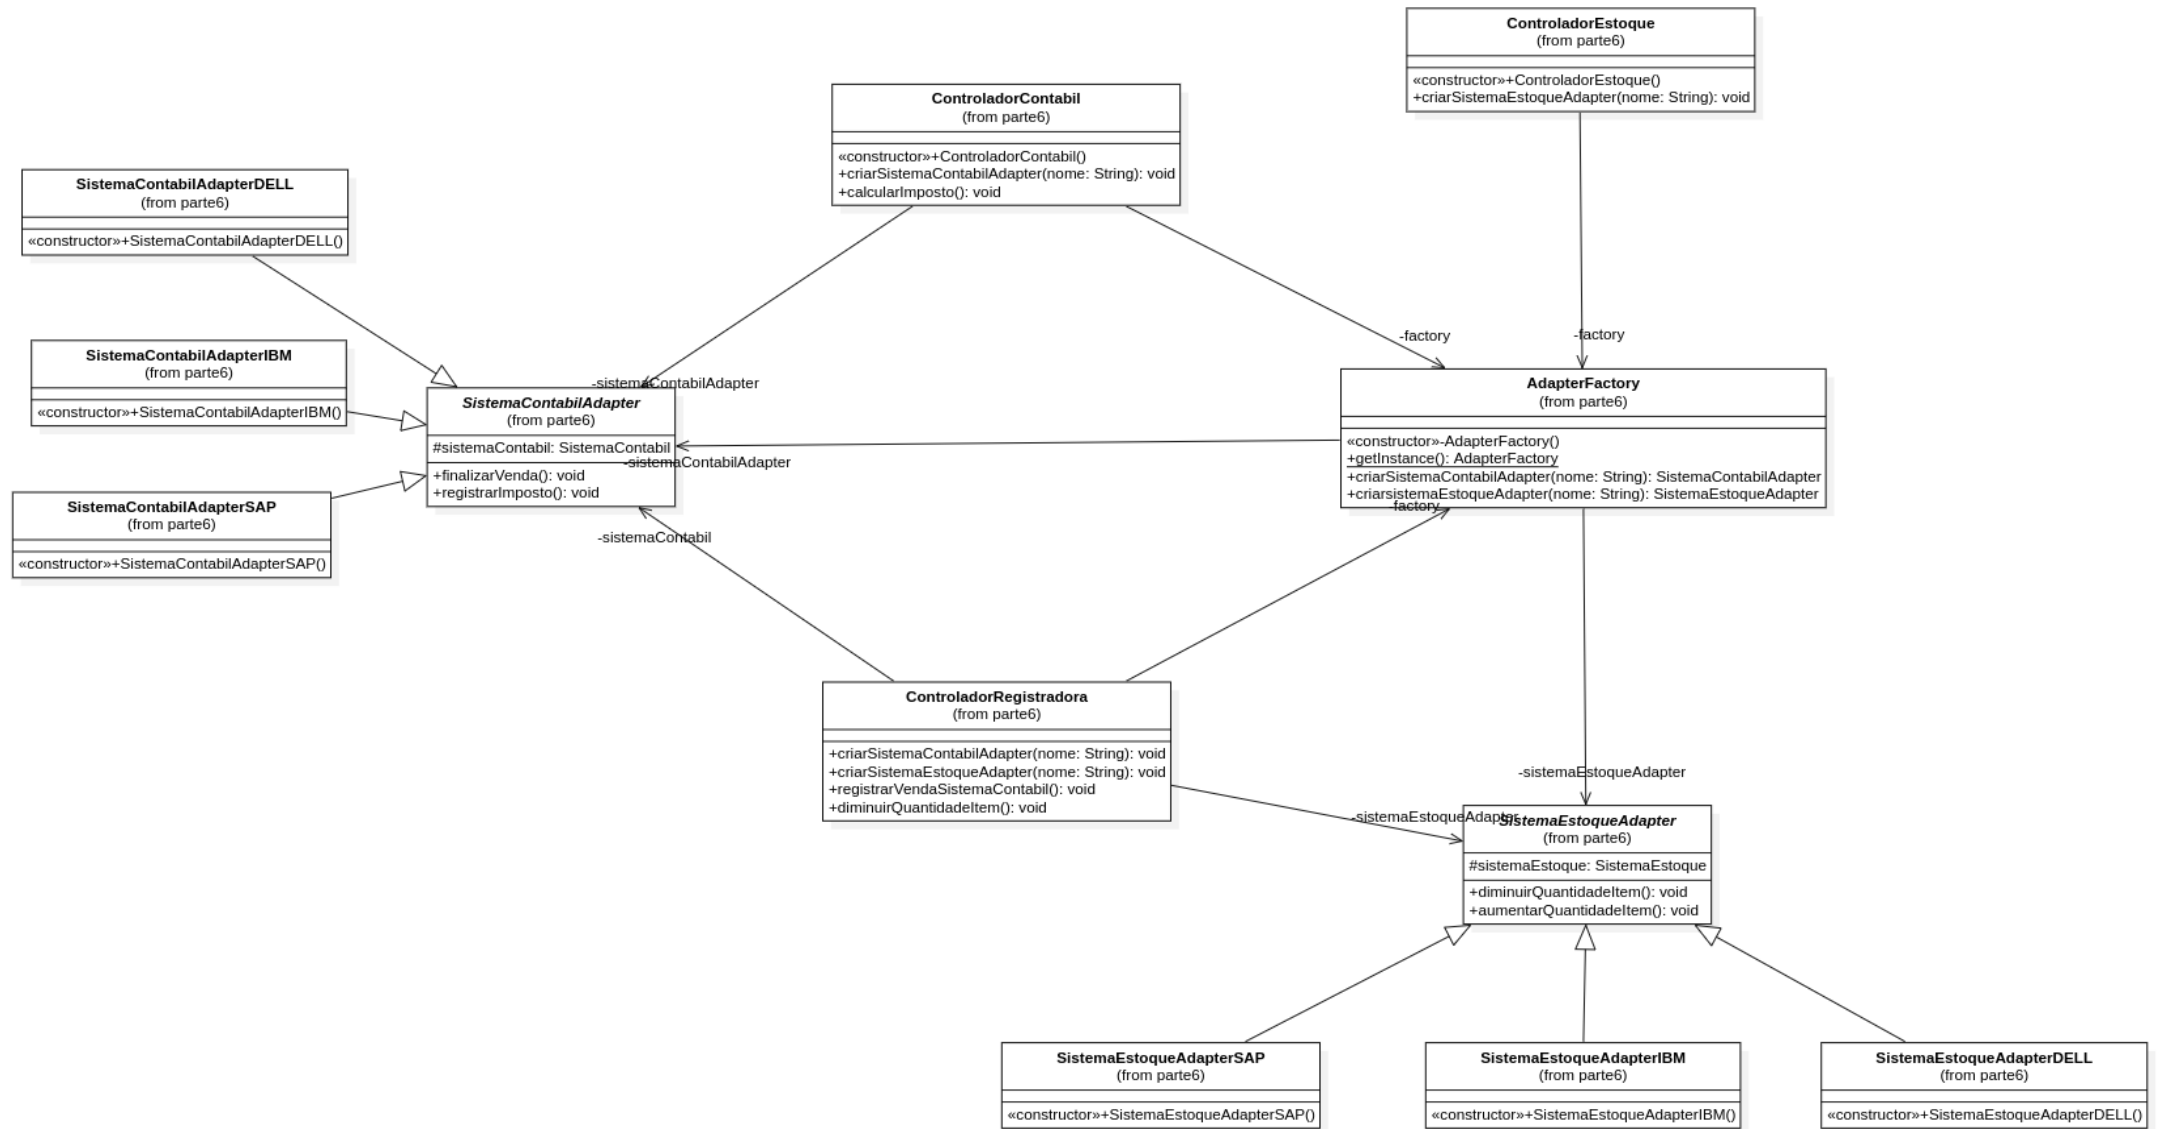 ControladorEstoque
(from parte6)
«constructor»+ControladorEstoque()
+criarSistemaEstoqueAdapter(nome: String): void
ControladorContabil
(from parte6)
«constructor»+ControladorContabil()
+criarSistemaContabilAdapter(nome: String): void
+calcularImposto(): void
SistemaContabilAdapterDELL
(from parte6)
«constructor»+SistemaContabilAdapterDELL()
SistemaContabilAdapterIBM
(from parte6)
«constructor»+SistemaContabilAdapterIBM()
SistemaContabilAdapterSAP
(from parte6)
«constructor»+SistemaContabilAdapterSAP()
-sistemaContabilAdapter
SistemaContabilAdapter
(from parte6)
#sistemaContabil: SistemaContabil
-sistemaContabilAdapter
+finalizarVenda(): void
+registrarImposto(): void
-sistemaContabil
-factory
-factory
AdapterFactory
(from parte6)
«constructor»-AdapterFactory()
+getInstance(): AdapterFactory
+criarSistemaContabilAdapter(nome: String): SistemaContabilAdapter
+criarsistemaEstoqueAdapter(nome: String): SistemaEstoqueAdapter
-factory
ControladorRegistradora
(from parte6)
+criarSistemaContabilAdapter(nome: String): void
+criarSistemaEstoqueAdapter(nome: String): void
+registrarVendaSistemaContabil(): void
+diminuirQuantidadeItem(): void
-sistemaEstoqueAdapter
-sistemaEstoqueAdapter
SistemaEstoqueAdapter
(from parte6)
#sistemaEstoque: SistemaEstoque
+diminuirQuantidadeItem(): void
+aumentarQuantidadeItem(): void
SistemaEstoqueAdapterSAP
(from parte6)
«constructor»+SistemaEstoqueAdapterSAP()
SistemaEstoqueAdapterIBM
(from parte6)
«constructor»+SistemaEstoqueAdapterIBM()
SistemaEstoqueAdapterDELL
(from parte6)
«constructor»+SistemaEstoqueAdapterDELL()